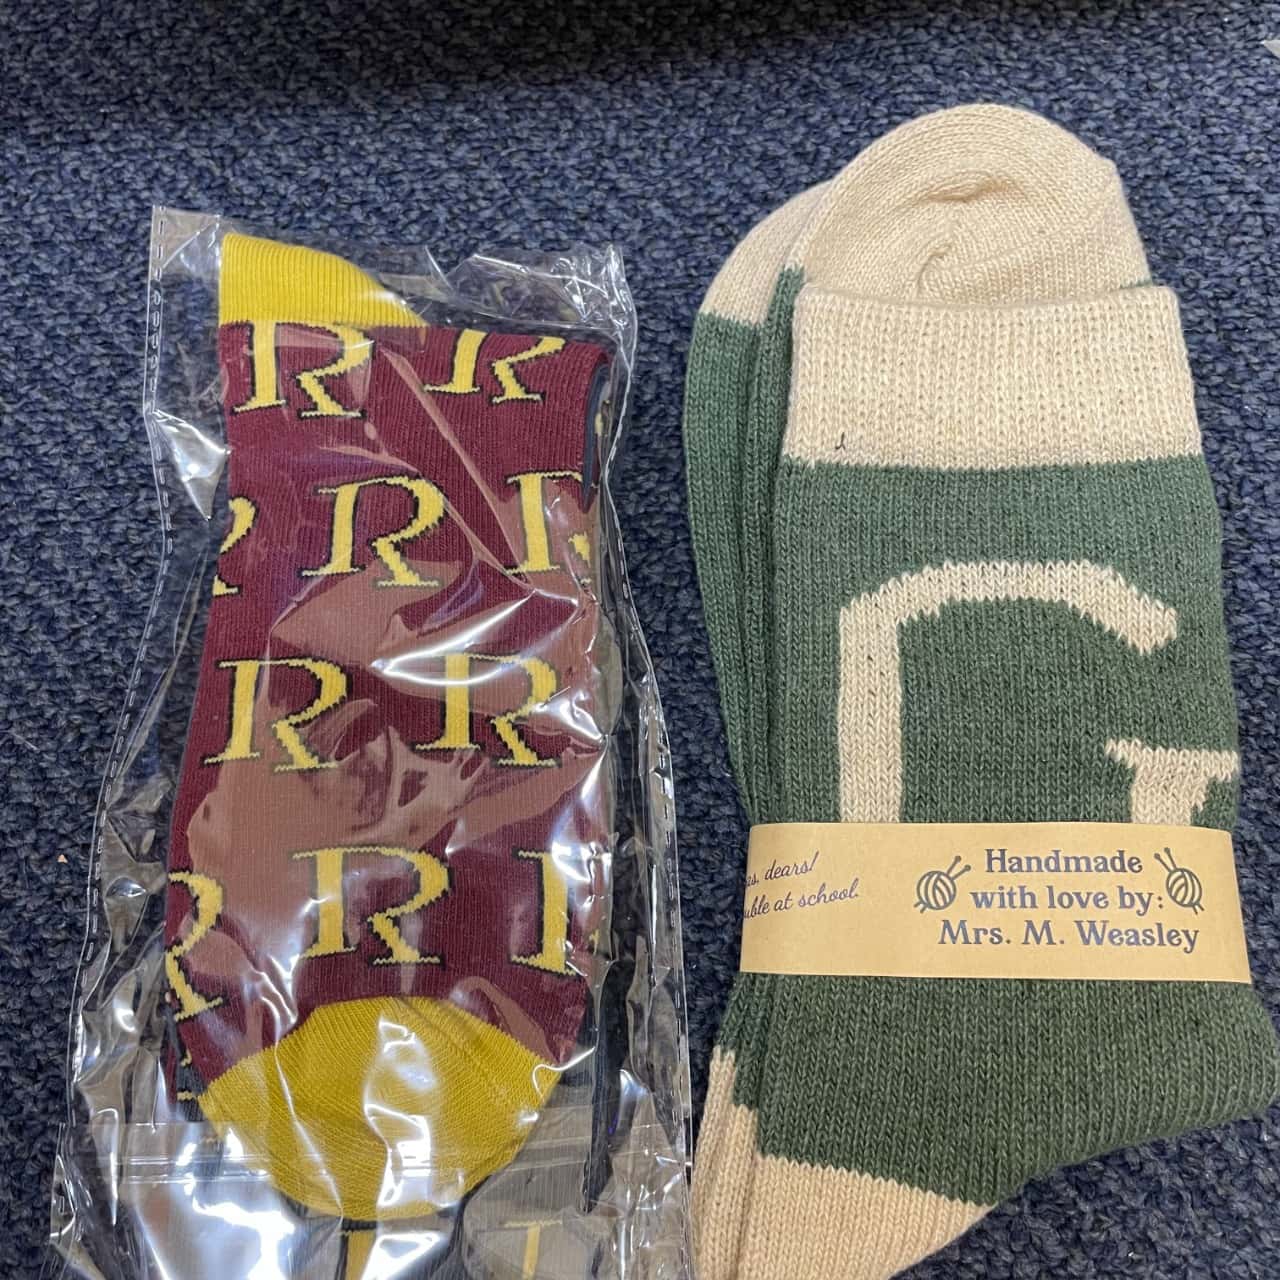 R R
R R
R R
R
R
G
dears!
at school.
Handmade
with love by:
Mrs. M. Weasley